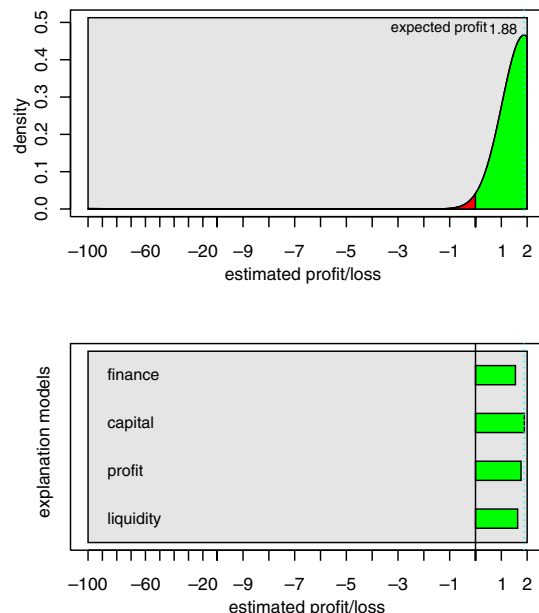 0.5
0.4
0.3
0.2
0.1
0.0
density
expected profit 1.88
−100 −60 −20 −9 −7 −5 −3 −1 1 2
estimated profit/loss
explanation models
finance
capital
profit
liquidity
−100 −60 −20 −9 −7 −5 −3 −1 1 2
estimated profit/loss